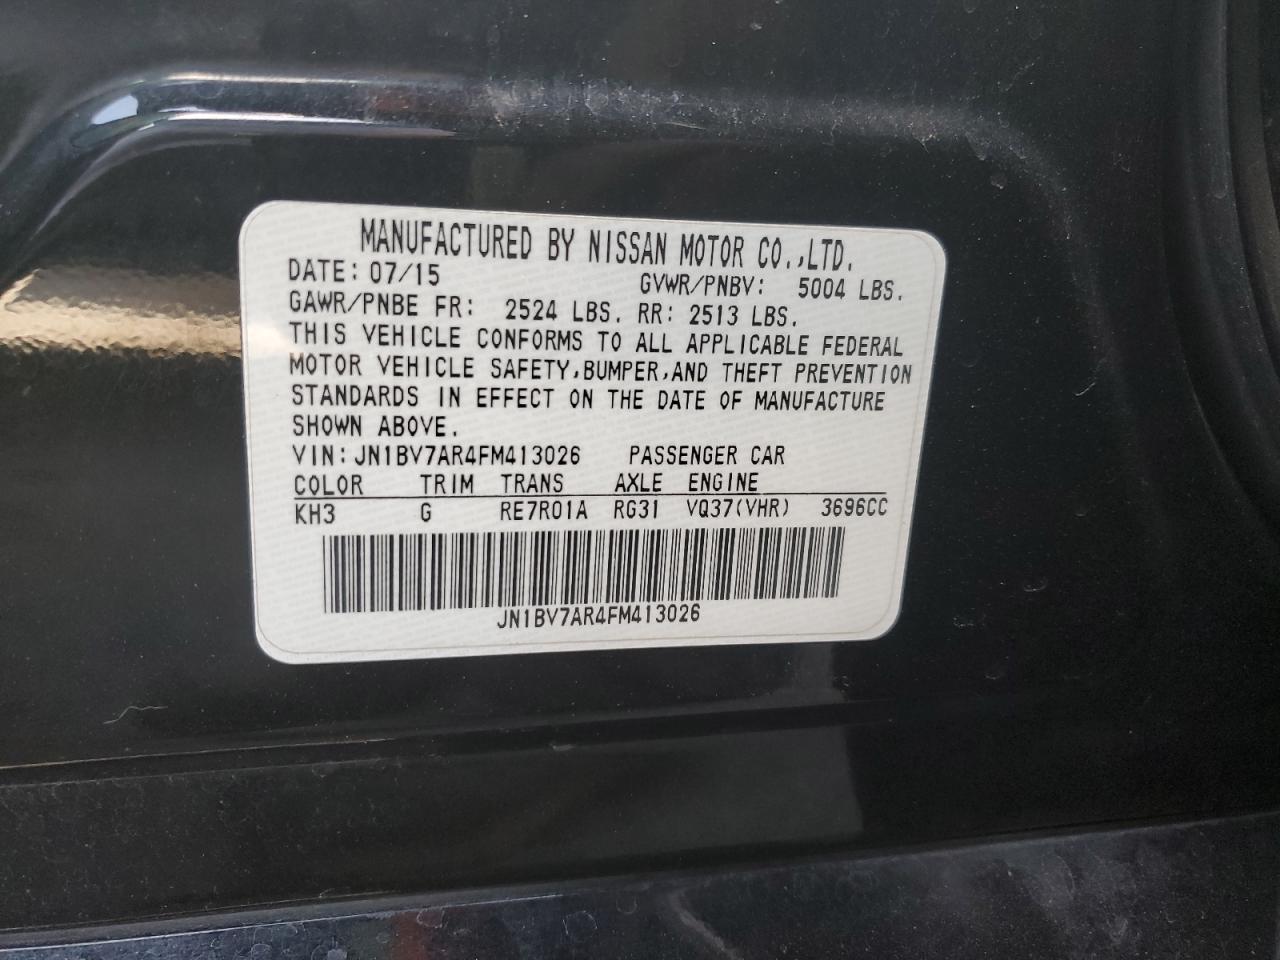 MANUFACTURED BY NISSAN MOTOR CO.,LTD.
DATE: 07/15 GVWR/PNBV: 5004 LBS.
GAWR/PNBE FR: 2524 LBS. RR: 2513 LBS.
THIS VEHICLE CONFORMS TO ALL APPLICABLE FEDERAL
MOTOR VEHICLE SAFETY,BUMPER,AND THEFT PREVENTION
STANDARDS IN EFFECT ON THE DATE OF MANUFACTURE
SHOWN ABOVE.
VIN:JN1BV7AR4FM413026 PASSENGER CAR
COLOR TRIM TRANS AXLE ENGINE
KH3 G RE7R01A RG31 VQ37(VHR) 3696CC
JN1BV7AR4FM413026